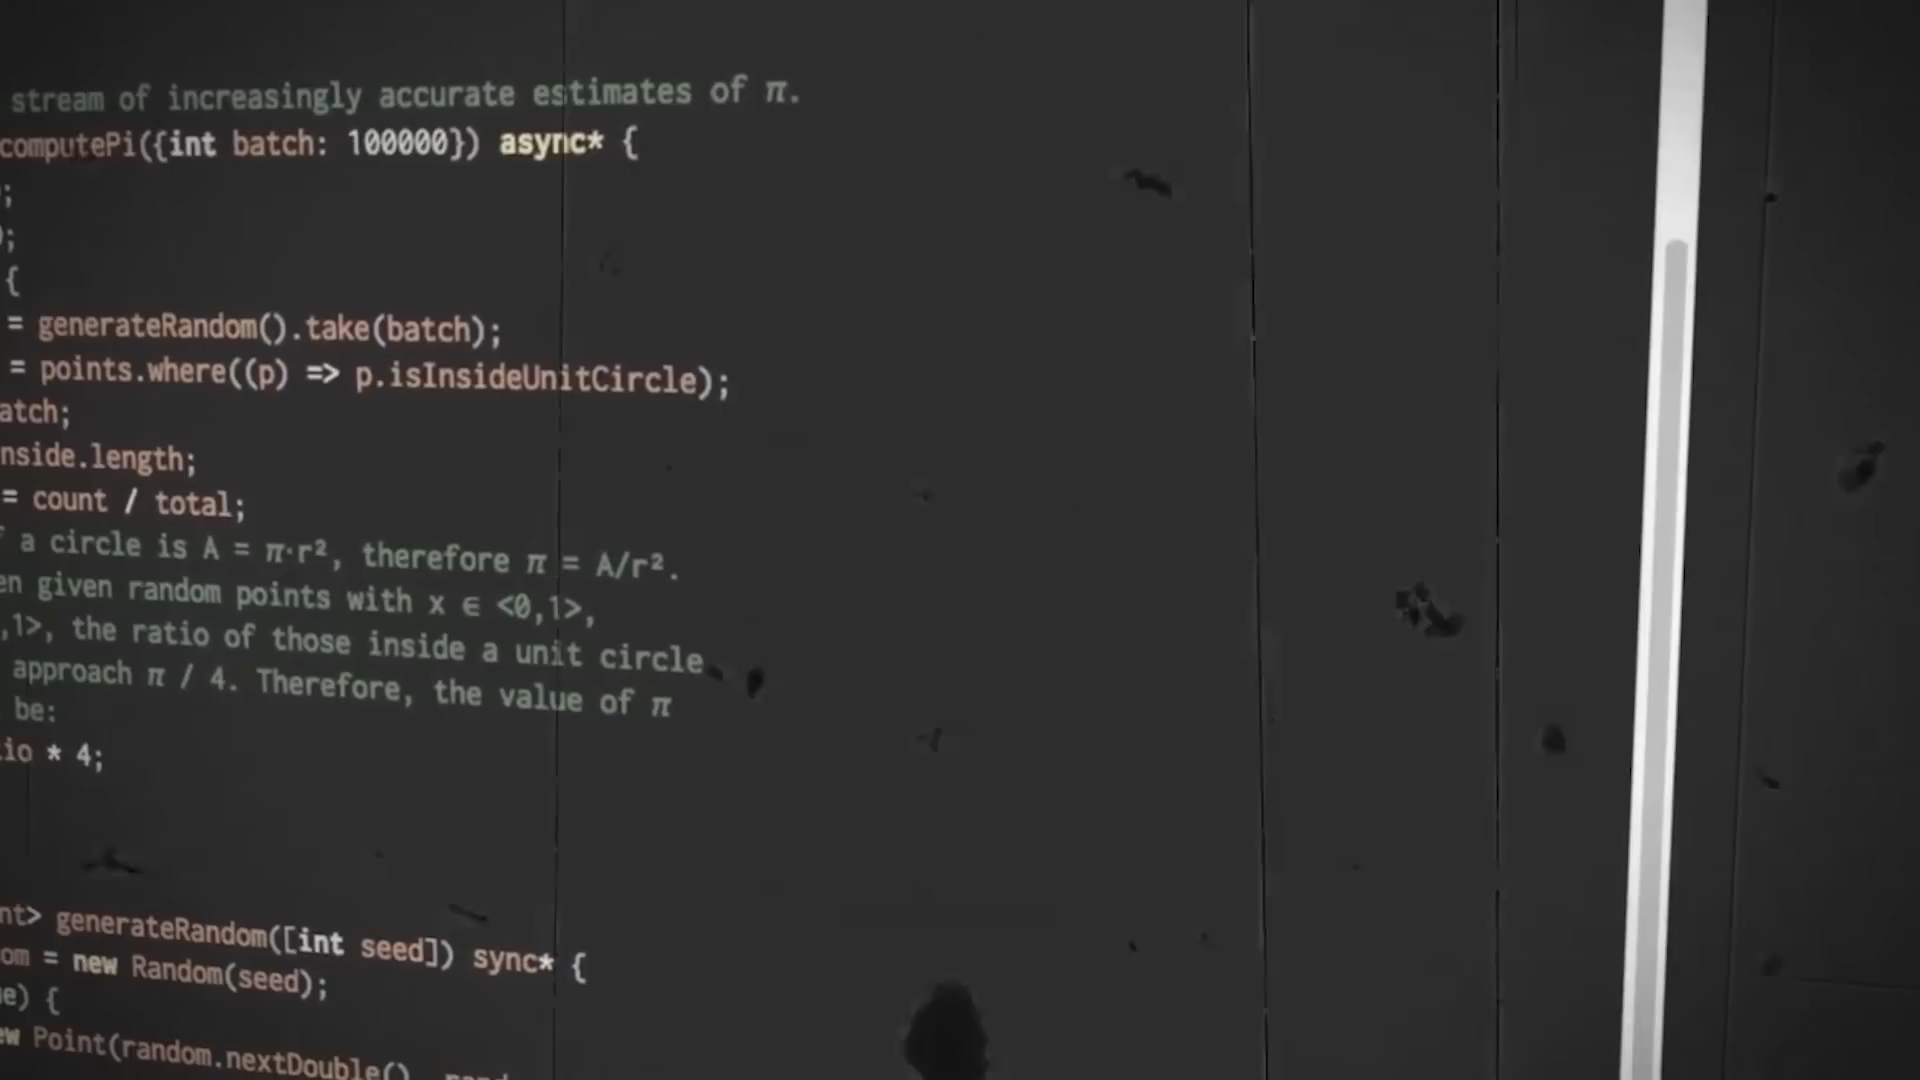 stream of increasingly accurate estimates of π.
computePi({int batch: 100000}) async* {
;
);
{
= generateRandom().take(batch);
= points.where((p) => p.isInsideUnitCircle);
atch;
nside.length;
= count / total;
a circle is A = π·r², therefore π = A/r².
en given random points with x ∈ <0,1>,
,1>, the ratio of those inside a unit circle
approach π / 4. Therefore, the value of π
be:
io * 4;
nt> generateRandom([int seed]) sync* {
om = new Random(seed);
e) {
ew Point(random.nextDouble(),